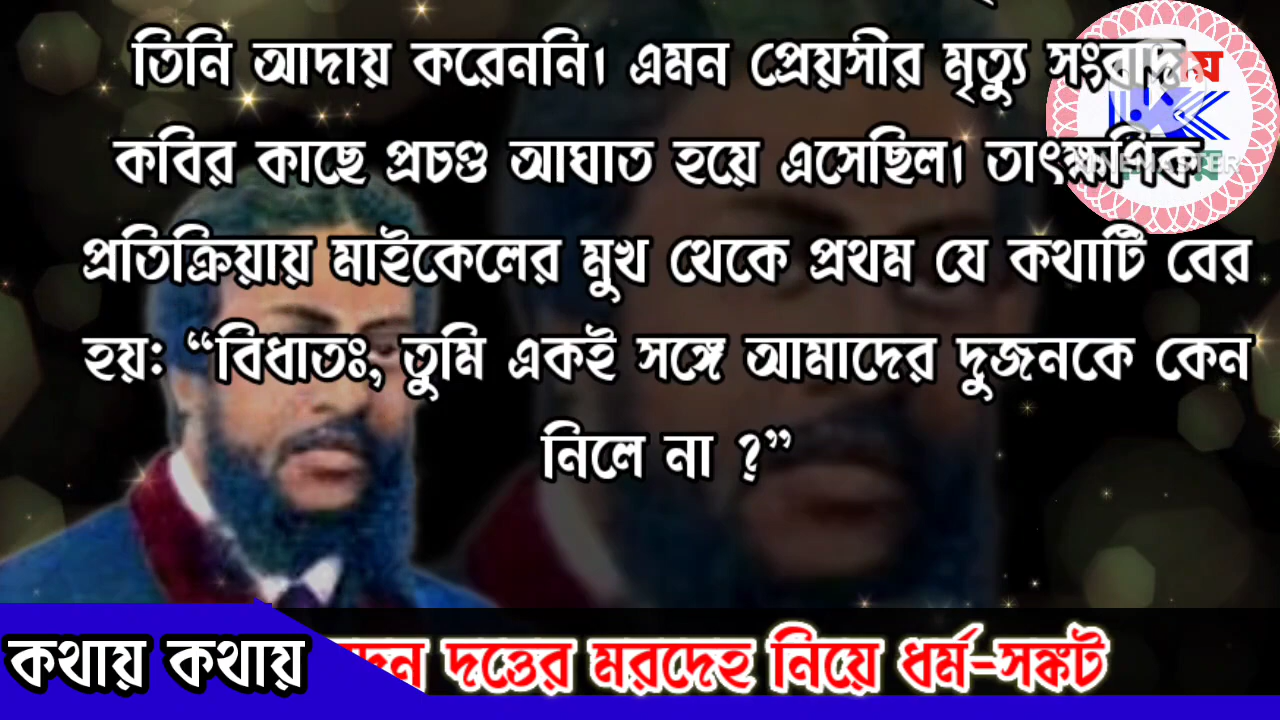 তিনি আদায় করেননি। এমন প্রেয়সীর মৃত্যু সংবাদ
কবির কাছে প্রচণ্ড আঘাত হয়ে এসেছিল। তাৎক্ষণিক
প্রতিক্রিয়ায় মাইকেলের মুখ থেকে প্রথম যে কথাটি বের
হয়ঃ “বিধাতঃ, তুমি একই সঙ্গে আমাদের দুজনকে কেন
নিলে না ?”
KINEMASTER
কথায় কথায়
দত্তের মরদেহ নিয়ে ধর্ম-সঙ্কট